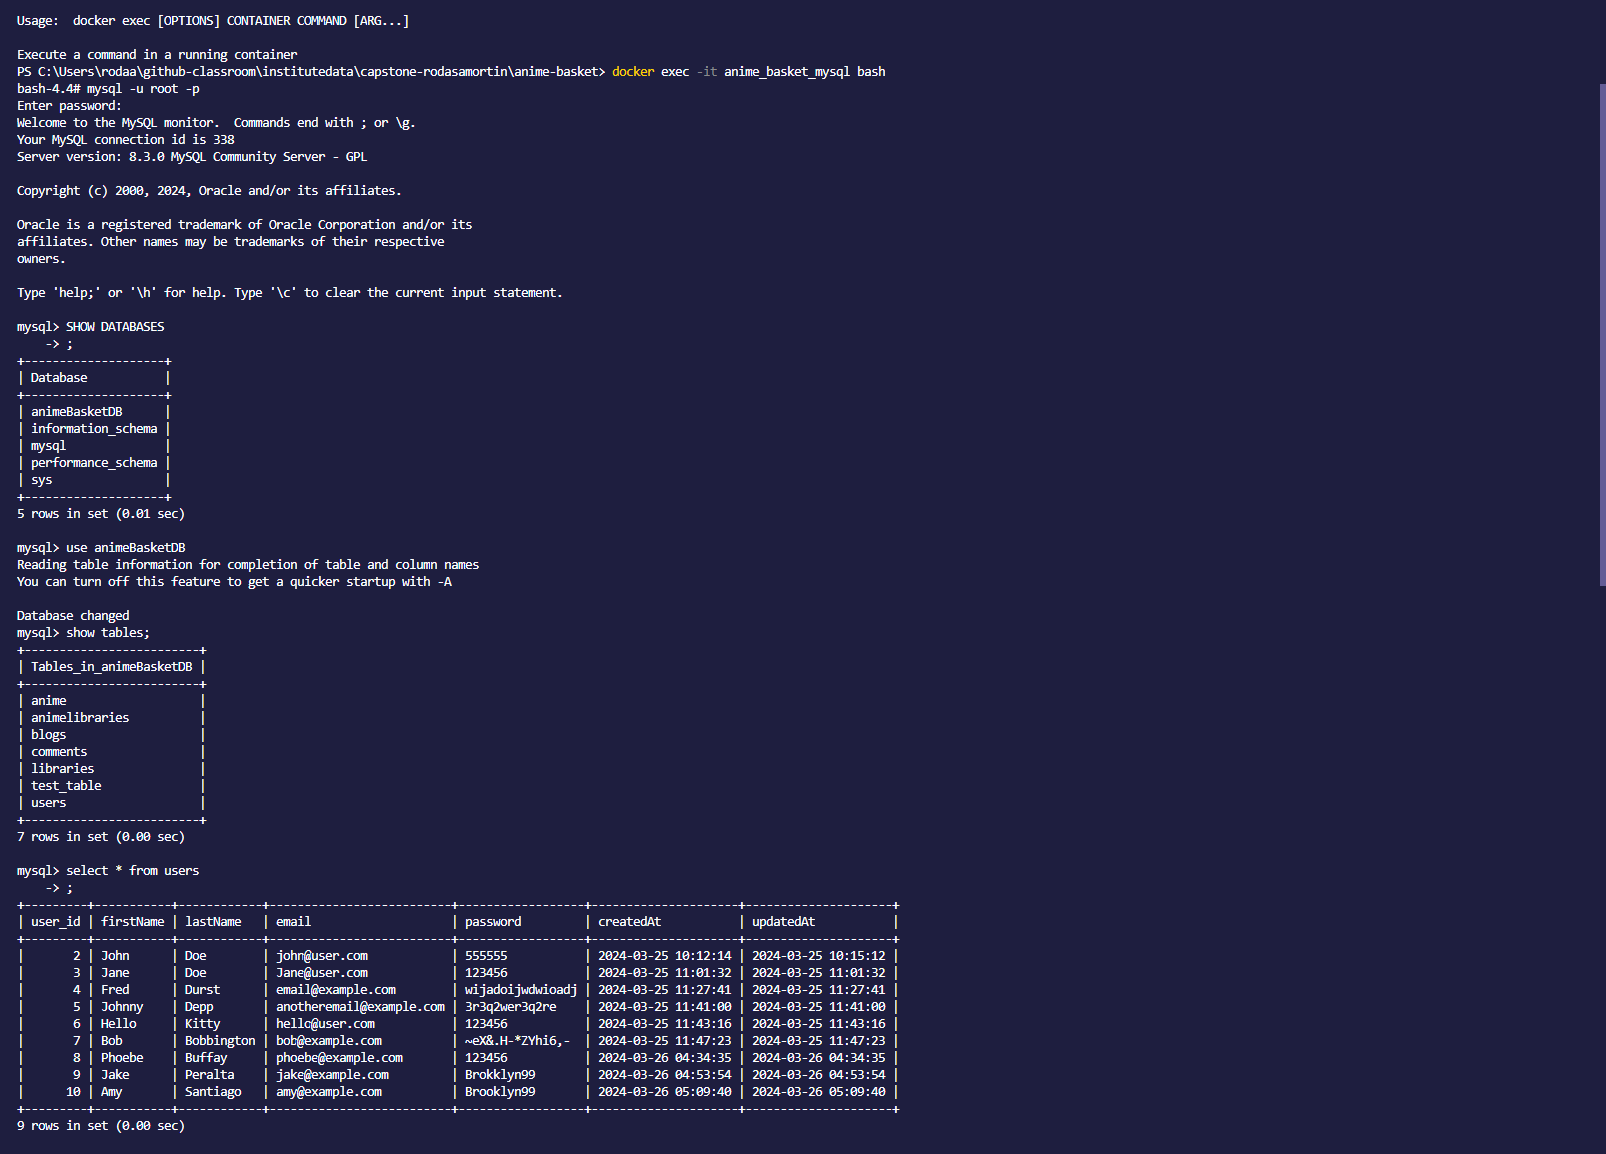 Usage:  docker exec [OPTIONS] CONTAINER COMMAND [ARG...]

Execute a command in a running container
PS C:\Users\rodaa\github-classroom\institutedata\capstone-rodasamortin\anime-basket> docker exec -it anime_basket_mysql bash
bash-4.4# mysql -u root -p
Enter password:
Welcome to the MySQL monitor.  Commands end with ; or \g.
Your MySQL connection id is 338
Server version: 8.3.0 MySQL Community Server - GPL

Copyright (c) 2000, 2024, Oracle and/or its affiliates.

Oracle is a registered trademark of Oracle Corporation and/or its
affiliates. Other names may be trademarks of their respective
owners.

Type 'help;' or '\h' for help. Type '\c' to clear the current input statement.

mysql> SHOW DATABASES
    -> ;
+--------------------+
| Database           |
+--------------------+
| animeBasketDB      |
| information_schema |
| mysql              |
| performance_schema |
| sys                |
+--------------------+
5 rows in set (0.01 sec)

mysql> use animeBasketDB
Reading table information for completion of table and column names
You can turn off this feature to get a quicker startup with -A

Database changed
mysql> show tables;
+-------------------------+
| Tables_in_animeBasketDB |
+-------------------------+
| anime                   |
| animelibraries          |
| blogs                   |
| comments                |
| libraries               |
| test_table              |
| users                   |
+-------------------------+
7 rows in set (0.00 sec)

mysql> select * from users
    -> ;
+---------+-----------+------------+--------------------------+------------------+---------------------+---------------------+
| user_id | firstName | lastName   | email                    | password         | createdAt           | updatedAt           |
+---------+-----------+------------+--------------------------+------------------+---------------------+---------------------+
|       2 | John      | Doe        | john@user.com            | 555555           | 2024-03-25 10:12:14 | 2024-03-25 10:15:12 |
|       3 | Jane      | Doe        | Jane@user.com            | 123456           | 2024-03-25 11:01:32 | 2024-03-25 11:01:32 |
|       4 | Fred      | Durst      | email@example.com        | wijadoijwdwioadj | 2024-03-25 11:27:41 | 2024-03-25 11:27:41 |
|       5 | Johnny    | Depp       | anotheremail@example.com | 3r3q2wer3q2re    | 2024-03-25 11:41:00 | 2024-03-25 11:41:00 |
|       6 | Hello     | Kitty      | hello@user.com           | 123456           | 2024-03-25 11:43:16 | 2024-03-25 11:43:16 |
|       7 | Bob       | Bobbington | bob@example.com          | ~eX&.H-*ZYhi6,-  | 2024-03-25 11:47:23 | 2024-03-25 11:47:23 |
|       8 | Phoebe    | Buffay     | phoebe@example.com       | 123456           | 2024-03-26 04:34:35 | 2024-03-26 04:34:35 |
|       9 | Jake      | Peralta    | jake@example.com         | Brokklyn99       | 2024-03-26 04:53:54 | 2024-03-26 04:53:54 |
|      10 | Amy       | Santiago   | amy@example.com          | Brooklyn99       | 2024-03-26 05:09:40 | 2024-03-26 05:09:40 |
+---------+-----------+------------+--------------------------+------------------+---------------------+---------------------+
9 rows in set (0.00 sec)